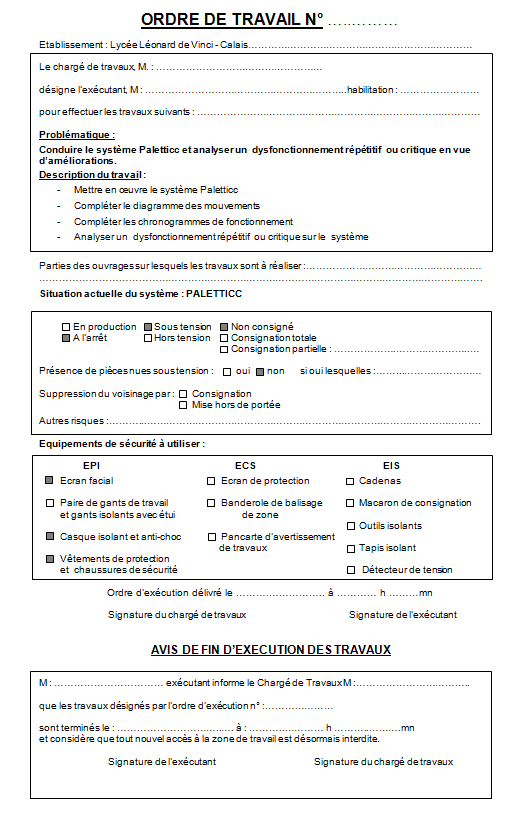 ORDRE DE TRAVAIL N° …..………
Etablissement : Lycée Léonard de Vinci - Calais……………………………………………………………
Le chargé de travaux, M. : ……………………………………………
désigne l'exécutant, M : ……………………………………………………..habilitation : ……………………
pour effectuer les travaux suivants : ……………………………………………………………………………
Problématique :
Conduire le système Paletticc et analyser un dysfonctionnement répétitif ou critique en vue
d'améliorations.
Description du travail :
- Mettre en œuvre le système Paletticc
- Compléter le diagramme des mouvements
- Compléter les chronogrammes de fonctionnement
- Analyser un dysfonctionnement répétitif ou critique sur le système
Parties des ouvrages sur lesquels les travaux sont à réaliser :………………………………………………
…………………………………………………………………………………………………………………………
Situation actuelle du système : PALETTICC
☐ En production ■ Sous tension ■ Non consigné
■ A l'arrêt ☐ Hors tension ☐ Consignation totale
☐ Consignation partielle : ………………………………………
Présence de pièces nues sous tension : ☐ oui ■ non si oui lesquelles :……………………………
Suppression du voisinage par : ☐ Consignation
☐ Mise hors de portée
Autres risques :……………………………………………………………………………………………………
Equipements de sécurité à utiliser :
EPI ECS EIS
■ Ecran facial ☐ Ecran de protection ☐ Cadenas
☐ Paire de gants de travail ☐ Banderole de balisage ☐ Macaron de consignation
et gants isolants avec étui de zone
☐ Outils isolants
■ Casque isolant et anti-choc ☐ Pancarte d'avertissement
de travaux ☐ Tapis isolant
■ Vêtements de protection
et chaussures de sécurité ☐ Détecteur de tension
Ordre d'exécution délivré le ……………………… à ………… h ………mn
Signature du chargé de travaux Signature de l'exécutant
AVIS DE FIN D'EXECUTION DES TRAVAUX
M : …………………………… exécutant informe le Chargé de Travaux M :……………………………..
que les travaux désignés par l'ordre d'exécution n° :…………………
sont terminés le : ……………………………… à : …………………… h …………………mn
et considère que tout nouvel accès à la zone de travail est désormais interdite.
Signature de l'exécutant Signature du chargé de travaux